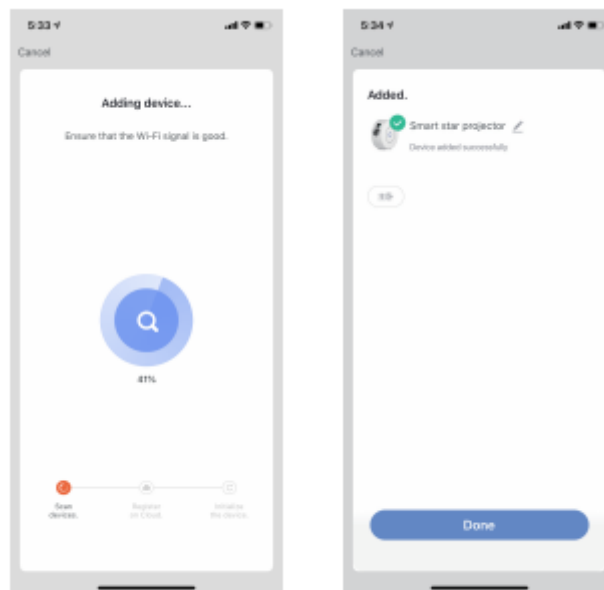 5:33
Cancel
Adding device...
Ensure that the Wi-Fi signal is good.
41%
Scan
devices.
Register
on Cloud.
Initialize
the device.
5:34
Cancel
Added.
Smart star projector
Device added successfully
Done